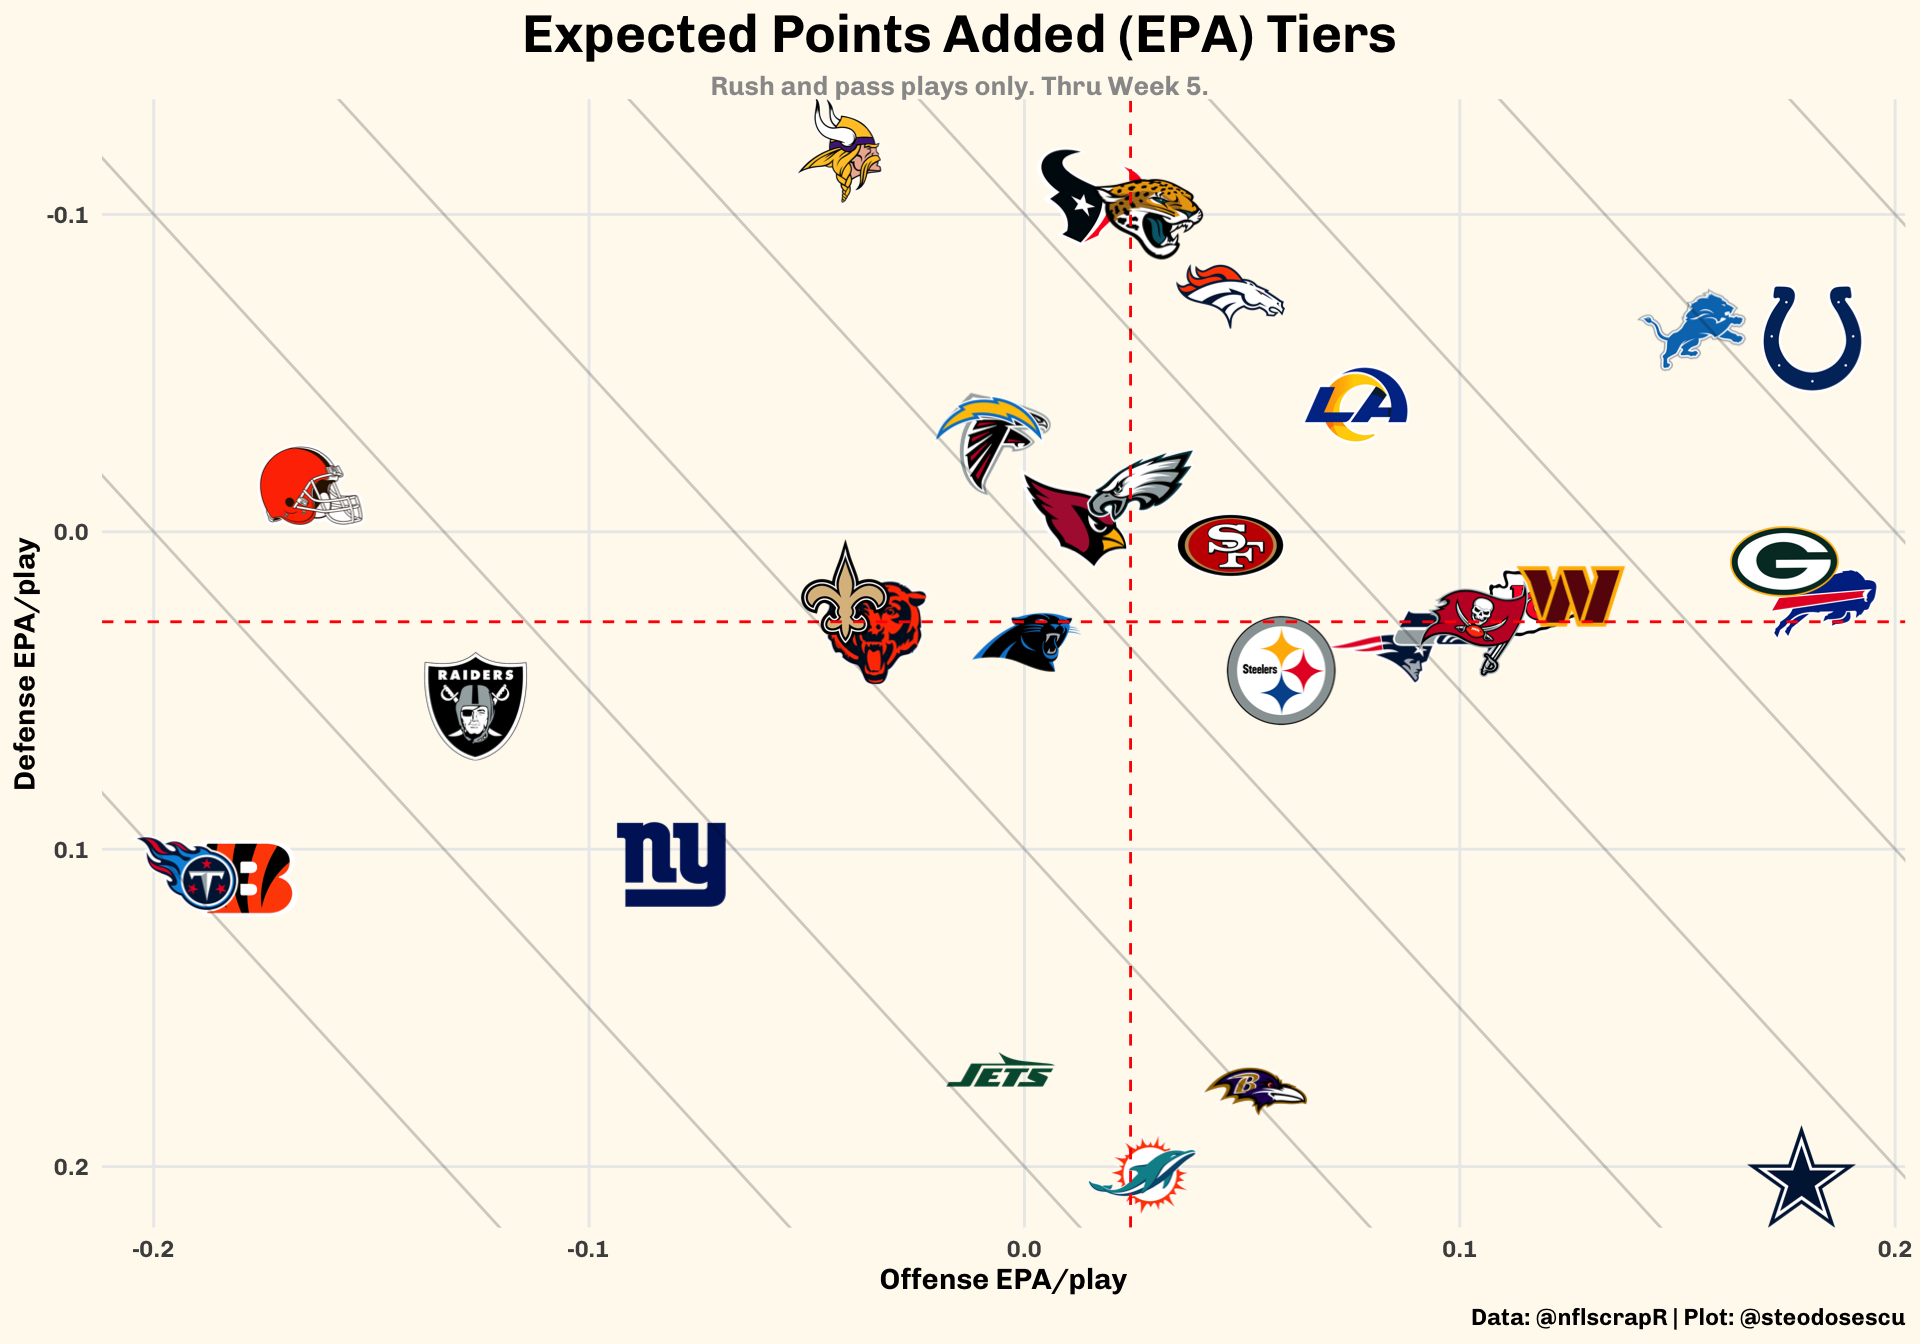 Expected Points Added (EPA) Tiers
Rush and pass plays only. Thru Week 5.
-0.1
0.0
0.1
0.2
Defense EPA/play
LA
SF
G
W
Steelers
RAIDERS
T
B
ny
JETS
B
-0.2
-0.1
0.0
0.1
0.2
Offense EPA/play
Data: @nflscrapR | Plot: @steodosescu